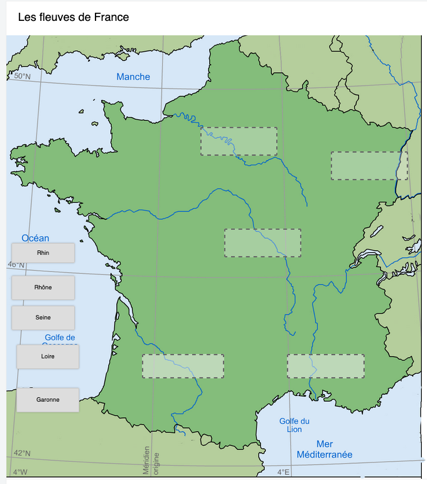 Les fleuves de France
50°N
Manche
Océan
Rhin
Rhône
Seine
Golfe de
Loire
Garonne
Golfe du
Lion
Mer
Méditerranée
42°N
4°W
Méridien
origine
4°E